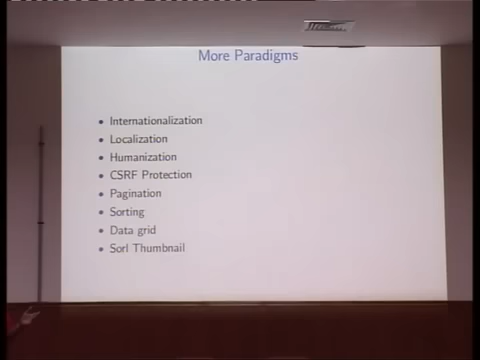 More Paradigms
• Internationalization
• Localization
• Humanization
• CSRF Protection
• Pagination
• Sorting
• Data grid
• Sorl Thumbnail